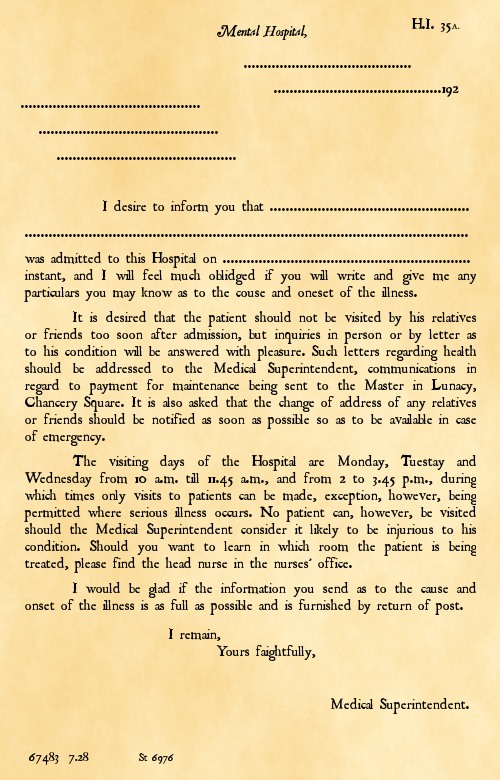 Mental Hospital,
H.I. 35A.
192
I desire to inform you that
was admitted to this Hospital on
instant, and I will feel much oblidged if you will write and give me any
particulars you may know as to the couse and oneset of the illness.
It is desired that the patient should not be visited by his relatives
or friends too soon after admission, but inquiries in person or by letter as
to his condition will be answered with pleasure. Such letters regarding health
should be addressed to the Medical Superintendent, communications in
regard to payment for maintenance being sent to the Master in Lunacy,
Chancery Square. It is also asked that the change of address of any relatives
or friends should be notified as soon as possible so as to be available in case
of emergency.
The visiting days of the Hospital are Monday, Tuestay and
Wednesday from 10 a.m. till 11.45 a.m., and from 2 to 3.45 p.m., during
which times only visits to patients can be made, exception, however, being
permitted where serious illness occurs. No patient can, however, be visited
should the Medical Superintendent consider it likely to be injurious to his
condition. Should you want to learn in which room the patient is being
treated, please find the head nurse in the nurses' office.
I would be glad if the information you send as to the cause and
onset of the illness is as full as possible and is furnished by return of post.
I remain,
Yours faightfully,
Medical Superintendent.
67483 7.28 St 6976